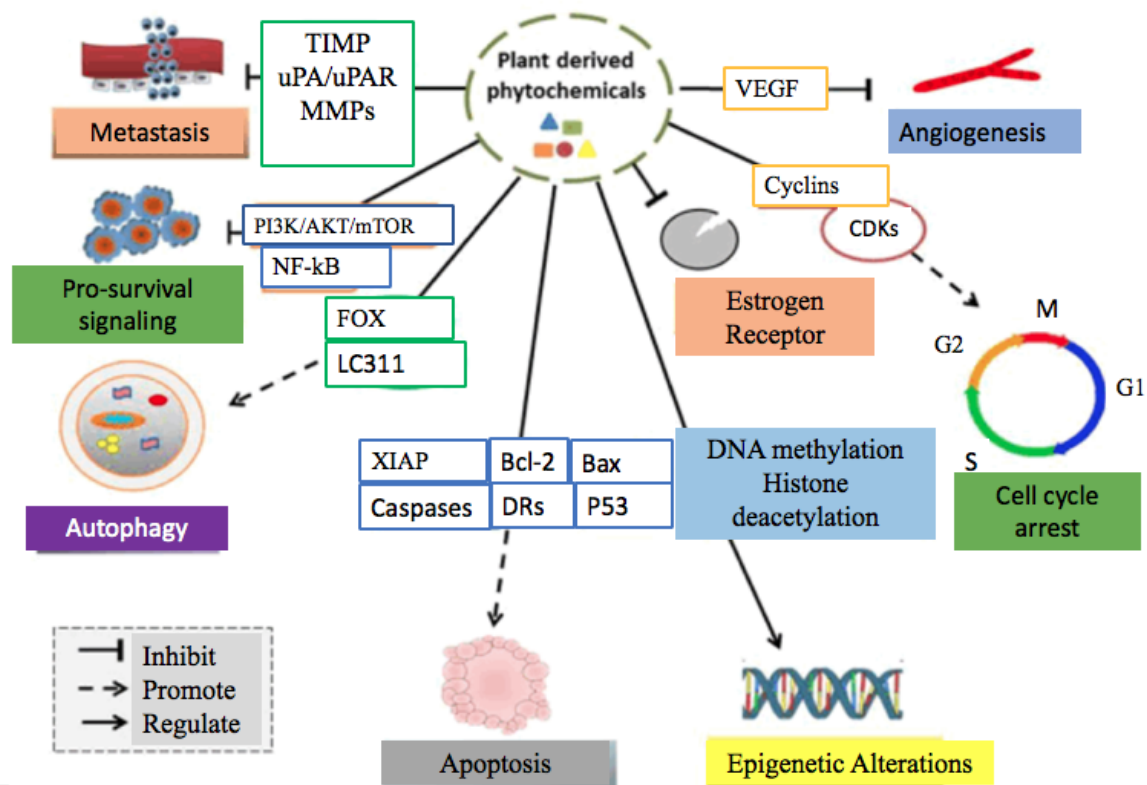 TIMP
uPA/uPAR
MMPs
Metastasis
Plant derived
phytochemicals
VEGF
Angiogenesis
Cyclins
CDKs
PI3K/AKT/mTOR
NF-kB
Pro-survival
signaling
FOX
LC311
Autophagy
Estrogen
Receptor
M
G2
G1
S
Cell cycle
arrest
XIAP
Bcl-2
Bax
Caspases
DRs
P53
DNA methylation
Histone
deacetylation
Inhibit
Promote
Regulate
Apoptosis
Epigenetic Alterations